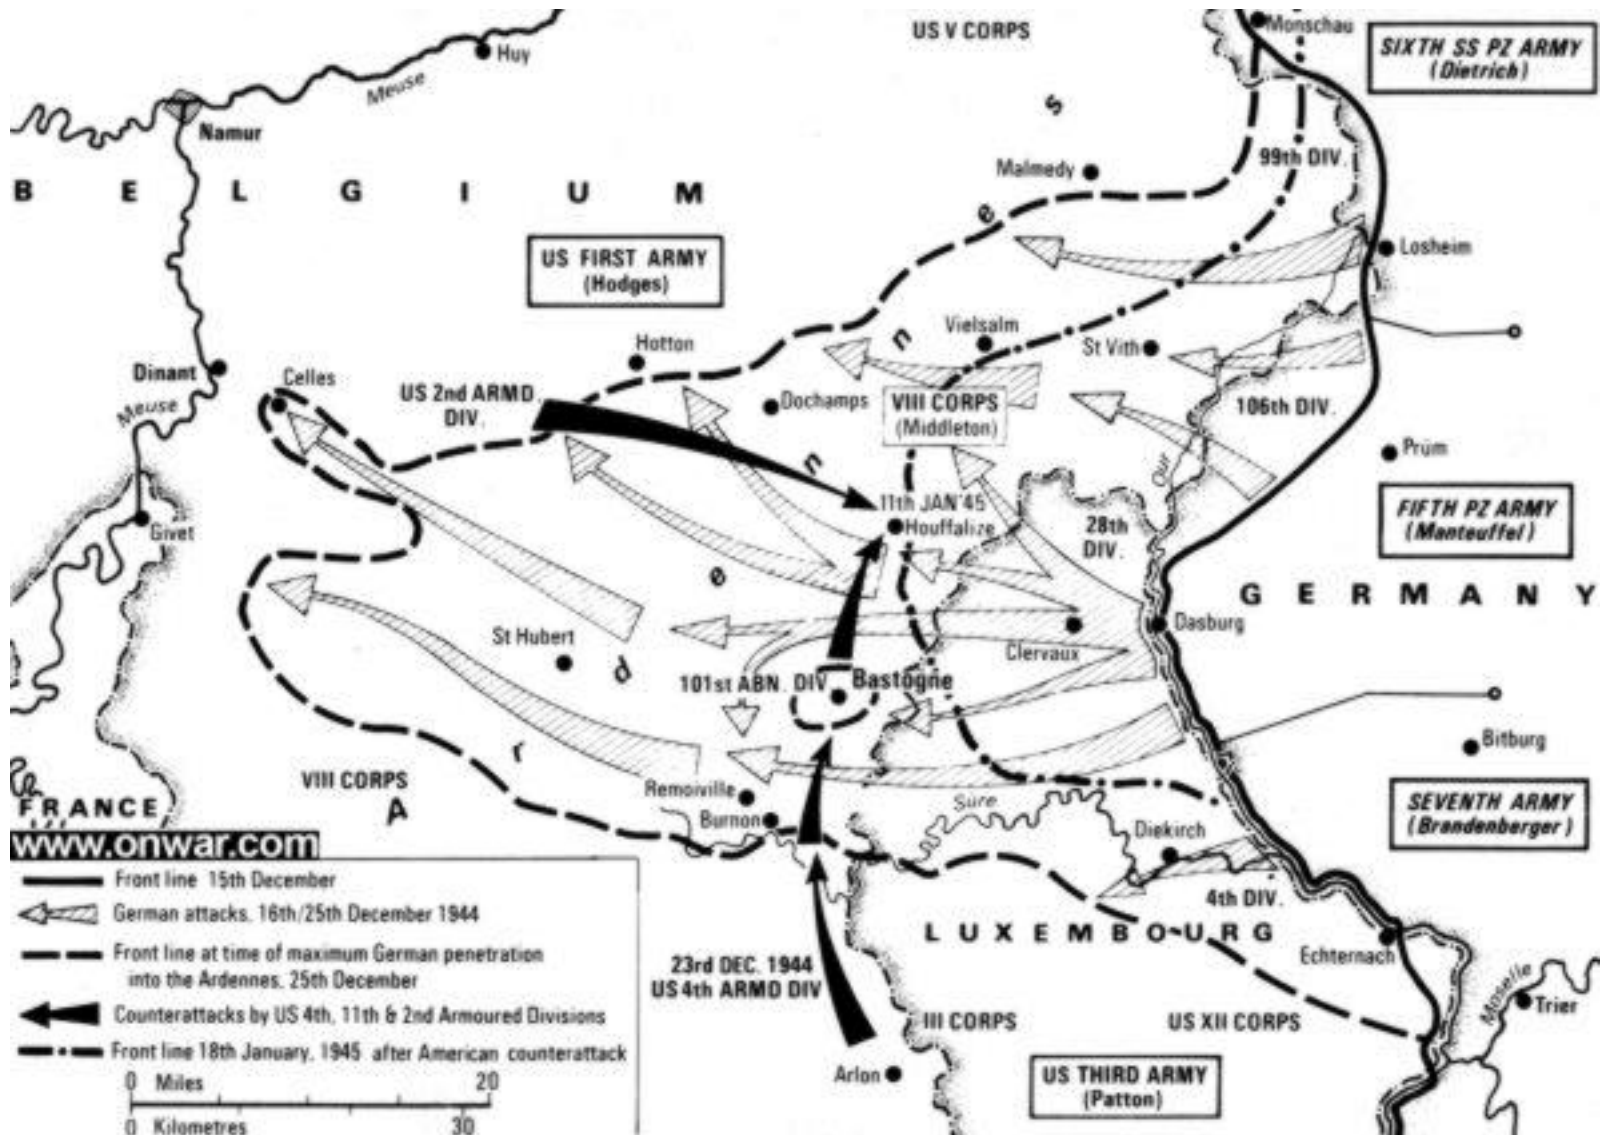 US V CORPS
Monschau
SIXTH SS PZ ARMY
(Dietrich)
Huy
Meuse
Namur
99th DIV.
Malmedy
B E L G I U M
Losheim
US FIRST ARMY
(Hodges)
Vielsalm
St Vith
Hotton
Dinant
Celles
Meuse
US 2nd ARMD
DIV.
Dochamps
VIII CORPS
(Middleton)
106th DIV.
Prüm
Our
11th JAN '45
Houffalize
28th
DIV.
FIFTH PZ ARMY
(Manteuffel)
Givet
G E R M A N Y
A r d e n n e s
St Hubert
Clervaux
Dasburg
101st ABN. DIV
Bastogne
Bitburg
VIII CORPS
Remoiville
Burnon
Sure
Diekirch
SEVENTH ARMY
(Brandenberger)
FRANCE
www.onwar.com
4th DIV.
L U X E M B O U R G
Echternach
Moselle
Trier
23rd DEC. 1944
US 4th ARMD DIV
III CORPS
US XII CORPS
Arlon
US THIRD ARMY
(Patton)
Front line 15th December
German attacks, 16th/25th December 1944
Front line at time of maximum German penetration
into the Ardennes, 25th December
Counterattacks by US 4th, 11th & 2nd Armoured Divisions
Front line 18th January, 1945 after American counterattack
0 Miles 20
0 Kilometres 30